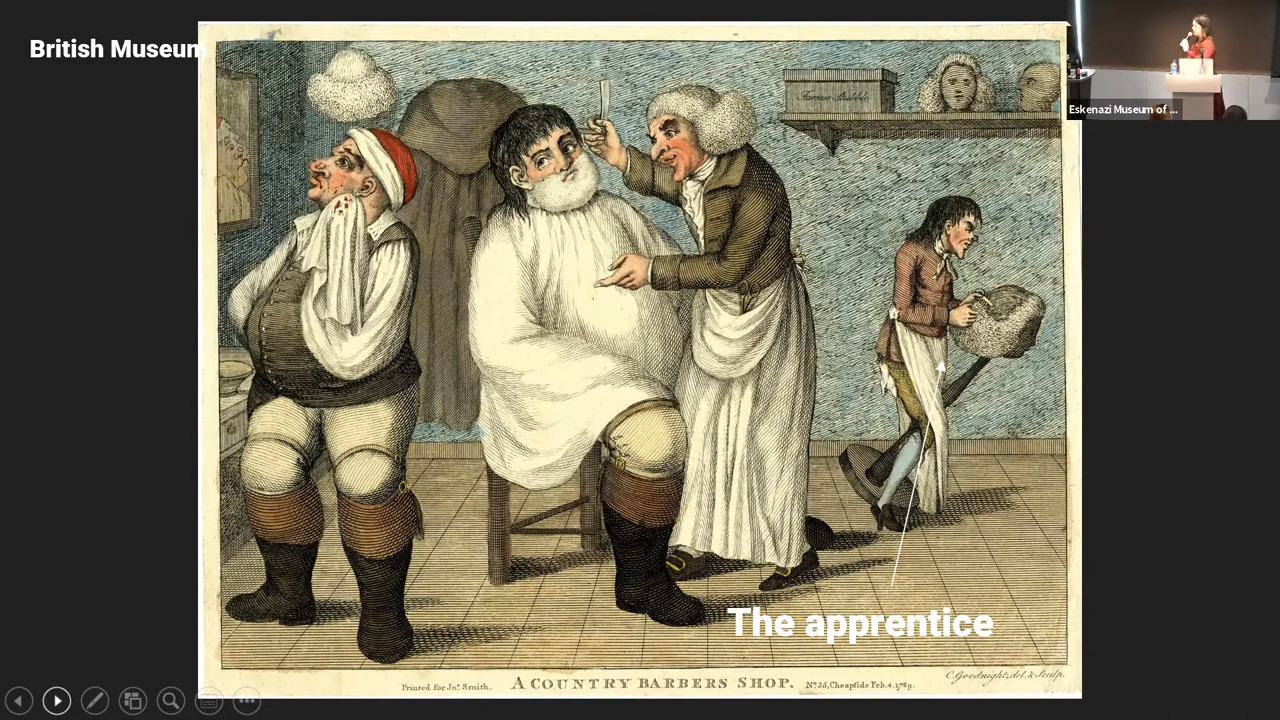 British Museum
Eskenazi Museum of ...
Farmer Stubble
The apprentice
Printed for Jno. Smith.
A COUNTRY BARBERS SHOP.
No. 35, Cheapside Feb. 4. 1789.
C. Goodnight, del. & Sculp.